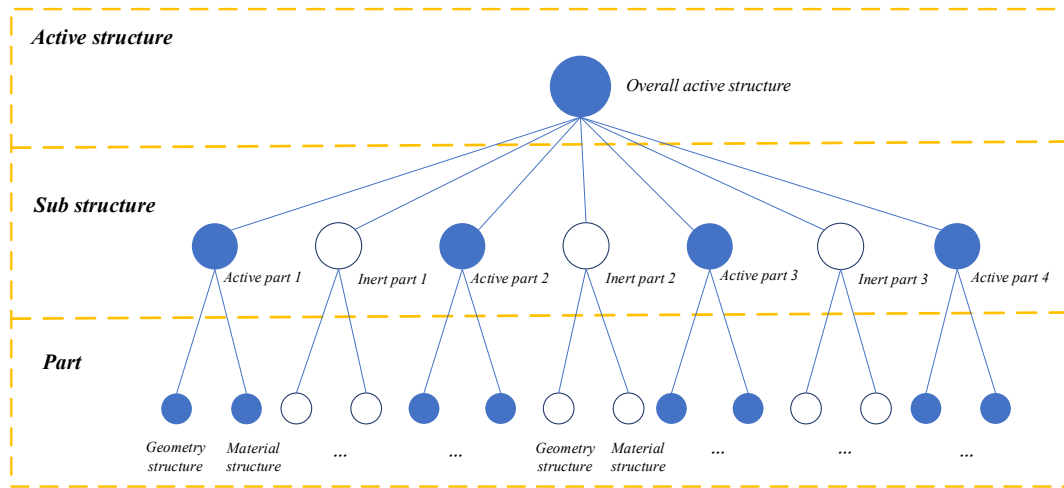 Active structure
Overall active structure
Sub structure
Active part 1
Inert part 1
Active part 2
Inert part 2
Active part 3
Inert part 3
Active part 4
Part
Geometry
structure
Material
structure
...
...
Geometry
structure
Material
structure
...
...
...